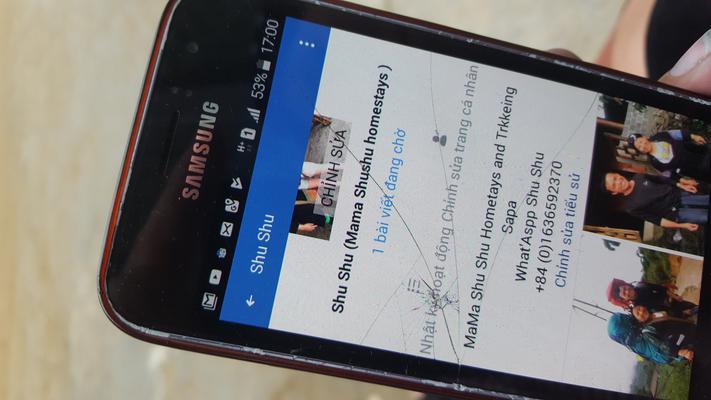 SAMSUNG
H+ 1 53% 17:00
Shu Shu
CHỈNH SỬA
Shu Shu (Mama Shushu homestays )
1 bài viết đang chờ
Nhật ký hoạt động Chỉnh sửa trang cá nhân
MaMa Shu Shu Hometays and Trkkeing
Sapa
What'Aspp Shu Shu
+84 (0)1636592370
Chỉnh sửa tiểu sử